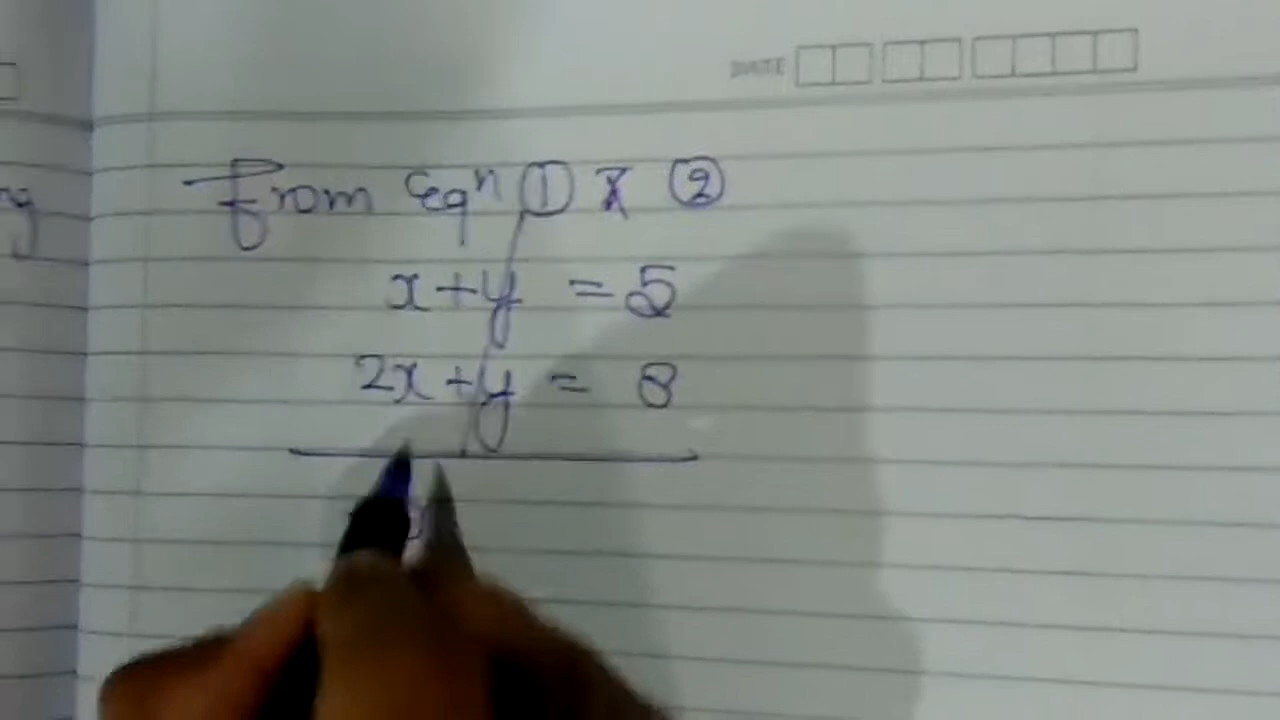 DATE
From Eqⁿ ① & ②
x+y = 5
2x+y = 8